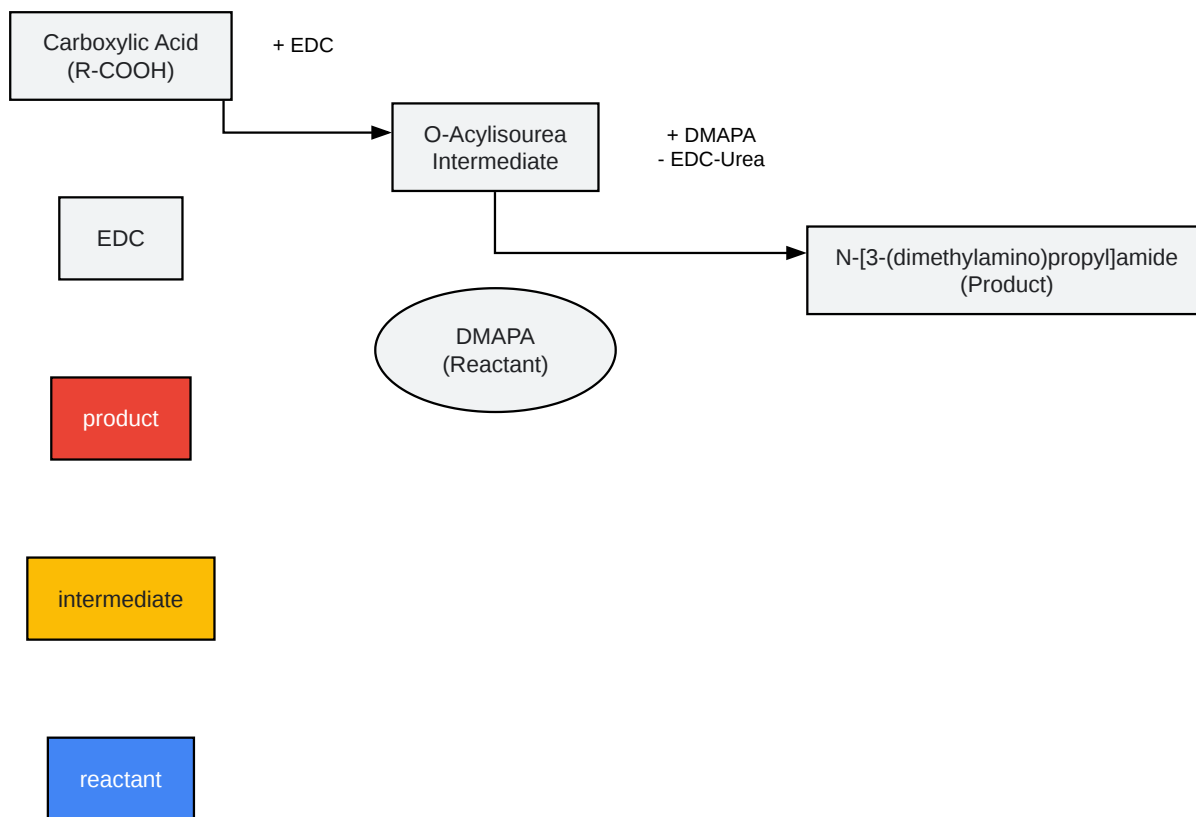 Carboxylic Acid
(R-COOH)
+ EDC
O-Acylisourea
Intermediate
+ DMAPA
- EDC-Urea
EDC
N-[3-(dimethylamino)propyl]amide
(Product)
DMAPA
(Reactant)
product
intermediate
reactant